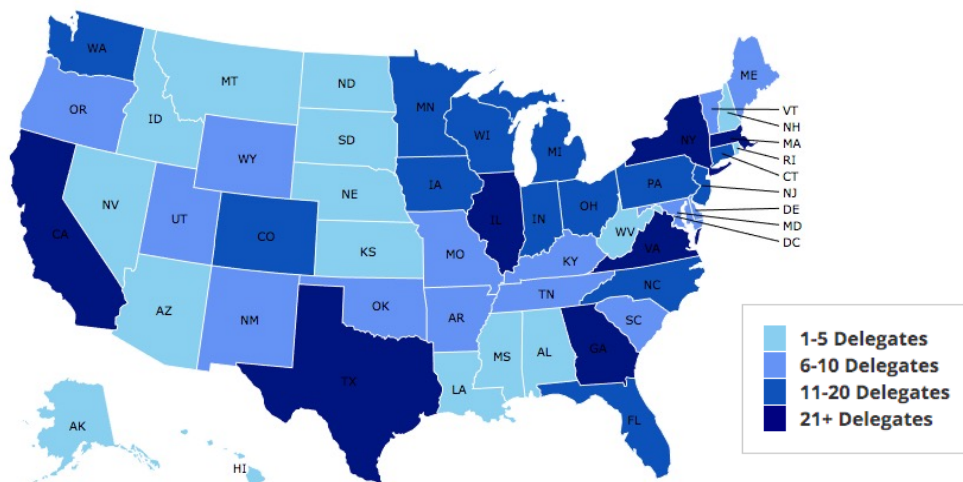 WA
MT
ND
MN
ME
OR
ID
SD
WI
MI
NY
VT
NH
MA
RI
CT
NJ
DE
MD
DC
WY
NE
IA
PA
NV
UT
CO
KS
MO
IL
IN
OH
WV
VA
KY
CA
AZ
NM
OK
AR
TN
NC
SC
TX
LA
MS
AL
GA
FL
AK
HI
1-5 Delegates
6-10 Delegates
11-20 Delegates
21+ Delegates